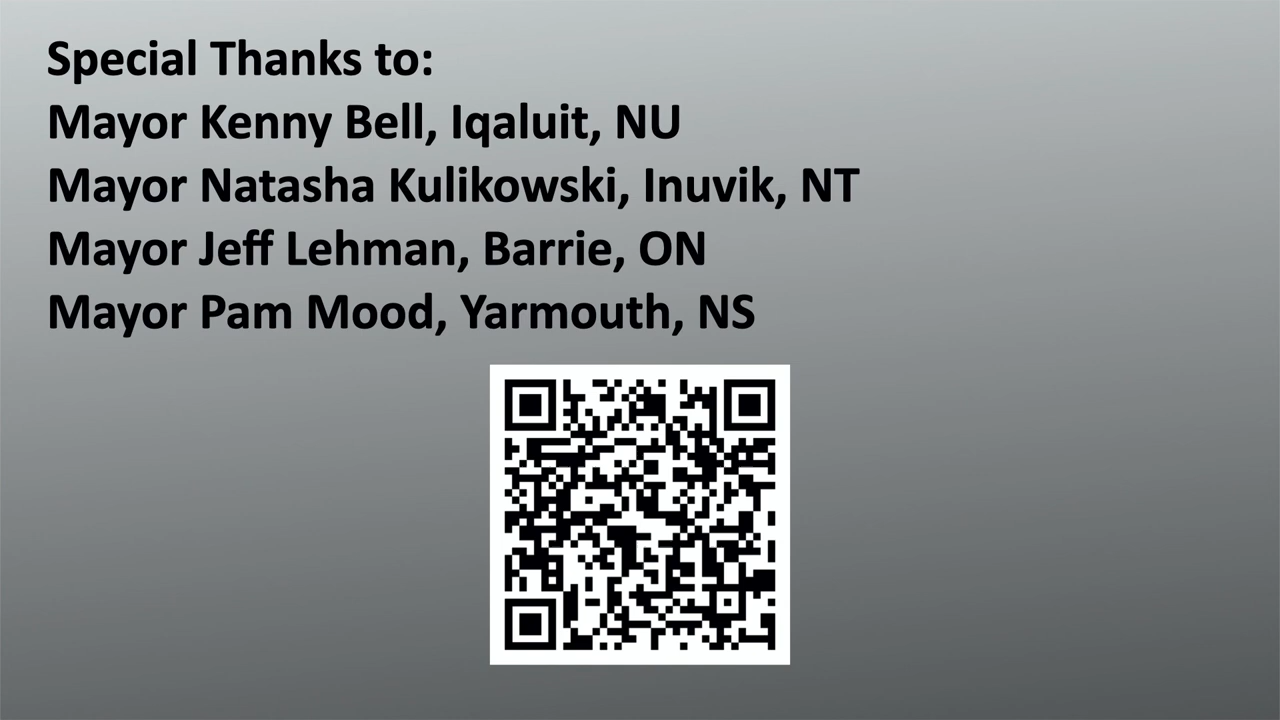 Special Thanks to:
Mayor Kenny Bell, Iqaluit, NU
Mayor Natasha Kulikowski, Inuvik, NT
Mayor Jeff Lehman, Barrie, ON
Mayor Pam Mood, Yarmouth, NS